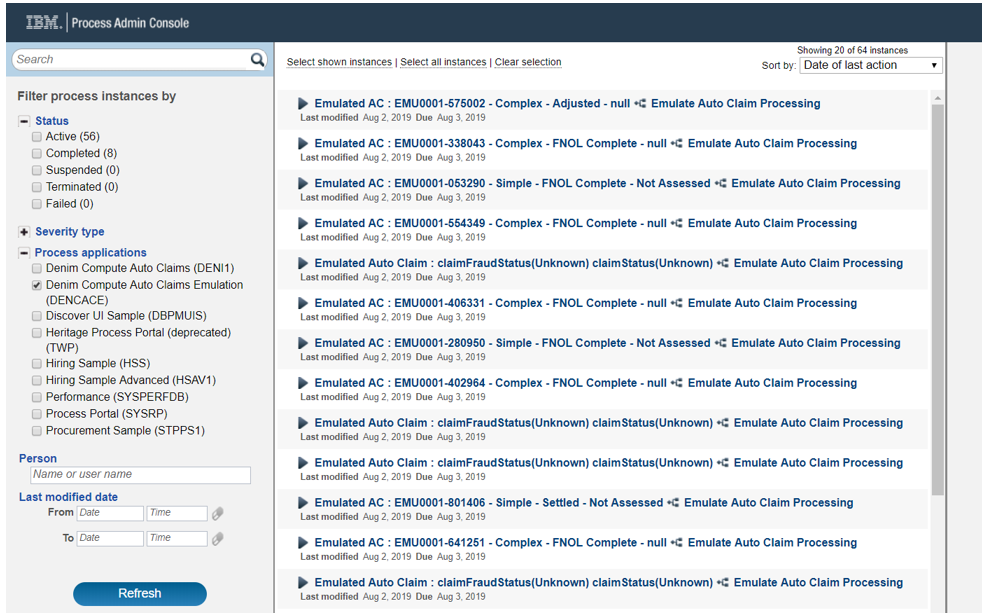 IBM. Process Admin Console
Search
Filter process instances by
Status
Active (56)
Completed (8)
Suspended (0)
Terminated (0)
Failed (0)
Severity type
Process applications
Denim Compute Auto Claims (DENI1)
Denim Compute Auto Claims Emulation
(DENCACE)
Discover UI Sample (DBPMUIS)
Heritage Process Portal (deprecated)
(TWP)
Hiring Sample (HSS)
Hiring Sample Advanced (HSAV1)
Performance (SYSPERFDB)
Process Portal (SYSRP)
Procurement Sample (STPPS1)
Person
Name or user name
Last modified date
From Date Time
To Date Time
Refresh
Showing 20 of 64 instances
Select shown instances | Select all instances | Clear selection
Sort by: Date of last action
Emulated AC : EMU0001-575002 - Complex - Adjusted - null Emulate Auto Claim Processing
Last modified Aug 2, 2019 Due Aug 3, 2019
Emulated AC : EMU0001-338043 - Complex - FNOL Complete - null Emulate Auto Claim Processing
Last modified Aug 2, 2019 Due Aug 3, 2019
Emulated AC : EMU0001-053290 - Simple - FNOL Complete - Not Assessed Emulate Auto Claim Processing
Last modified Aug 2, 2019 Due Aug 3, 2019
Emulated AC : EMU0001-554349 - Complex - FNOL Complete - null Emulate Auto Claim Processing
Last modified Aug 2, 2019 Due Aug 3, 2019
Emulated Auto Claim : claimFraudStatus(Unknown) claimStatus(Unknown) Emulate Auto Claim Processing
Last modified Aug 2, 2019 Due Aug 3, 2019
Emulated AC : EMU0001-406331 - Complex - FNOL Complete - null Emulate Auto Claim Processing
Last modified Aug 2, 2019 Due Aug 3, 2019
Emulated AC : EMU0001-280950 - Simple - FNOL Complete - Not Assessed Emulate Auto Claim Processing
Last modified Aug 2, 2019 Due Aug 3, 2019
Emulated AC : EMU0001-402964 - Complex - FNOL Complete - null Emulate Auto Claim Processing
Last modified Aug 2, 2019 Due Aug 3, 2019
Emulated Auto Claim : claimFraudStatus(Unknown) claimStatus(Unknown) Emulate Auto Claim Processing
Last modified Aug 2, 2019 Due Aug 3, 2019
Emulated Auto Claim : claimFraudStatus(Unknown) claimStatus(Unknown) Emulate Auto Claim Processing
Last modified Aug 2, 2019 Due Aug 3, 2019
Emulated AC : EMU0001-801406 - Simple - Settled - Not Assessed Emulate Auto Claim Processing
Last modified Aug 2, 2019 Due Aug 3, 2019
Emulated AC : EMU0001-641251 - Complex - FNOL Complete - null Emulate Auto Claim Processing
Last modified Aug 2, 2019 Due Aug 3, 2019
Emulated Auto Claim : claimFraudStatus(Unknown) claimStatus(Unknown) Emulate Auto Claim Processing
Last modified Aug 2, 2019 Due Aug 3, 2019